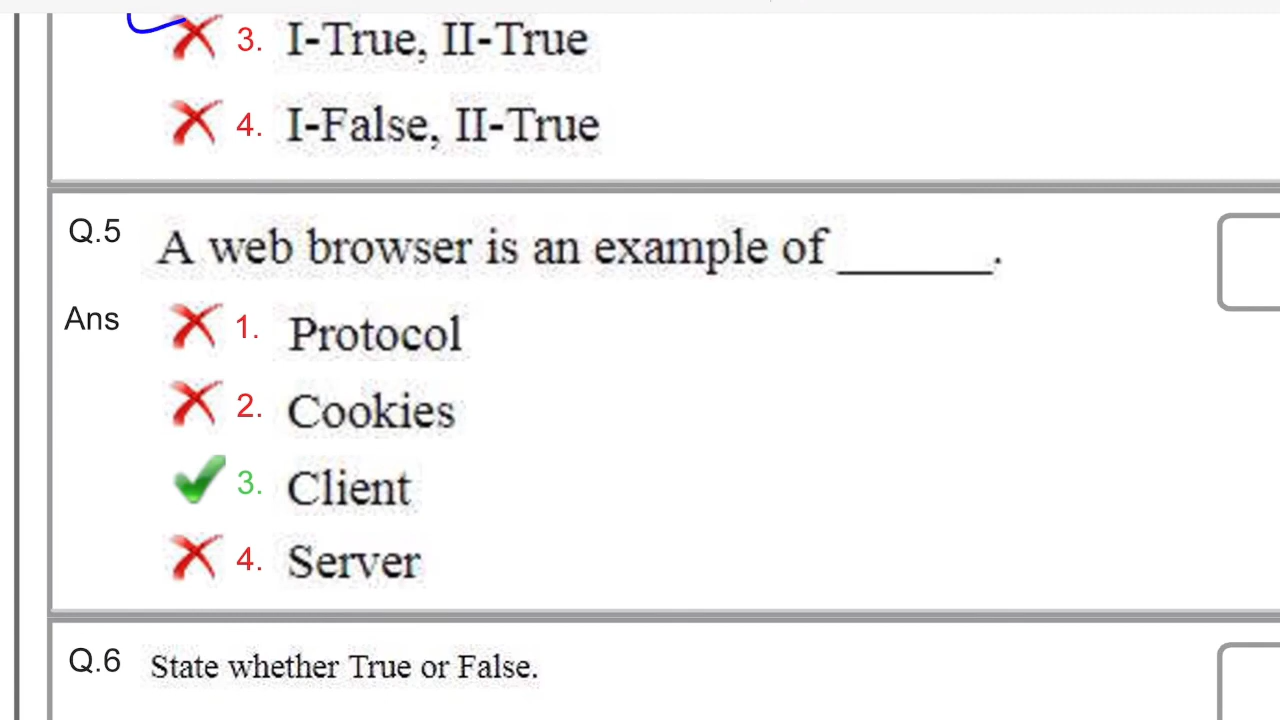 3. I-True, II-True
4. I-False, II-True
Q.5 A web browser is an example of ______.
Ans 1. Protocol
2. Cookies
3. Client
4. Server
Q.6 State whether True or False.